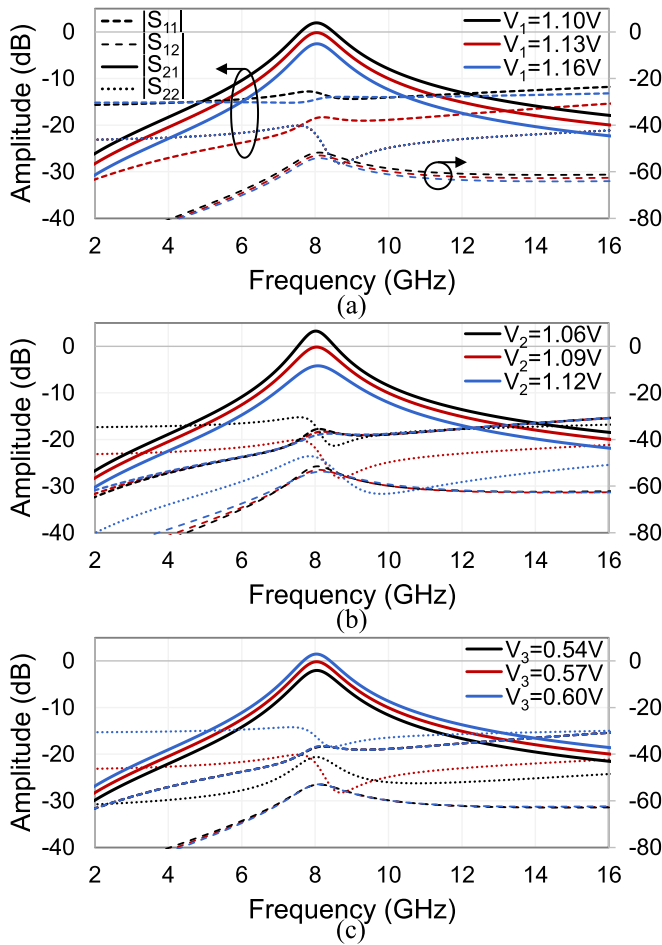 |S11|
|S12|
|S21|
|S22|
V1=1.10V
V1=1.13V
V1=1.16V
Amplitude (dB)
0
-10
-20
-30
-40
0
-20
-40
-60
-80
2 4 6 8 10 12 14 16
Frequency (GHz)
(a)
V2=1.06V
V2=1.09V
V2=1.12V
Amplitude (dB)
0
-10
-20
-30
-40
0
-20
-40
-60
-80
2 4 6 8 10 12 14 16
Frequency (GHz)
(b)
V3=0.54V
V3=0.57V
V3=0.60V
Amplitude (dB)
0
-10
-20
-30
-40
0
-20
-40
-60
-80
2 4 6 8 10 12 14 16
Frequency (GHz)
(c)